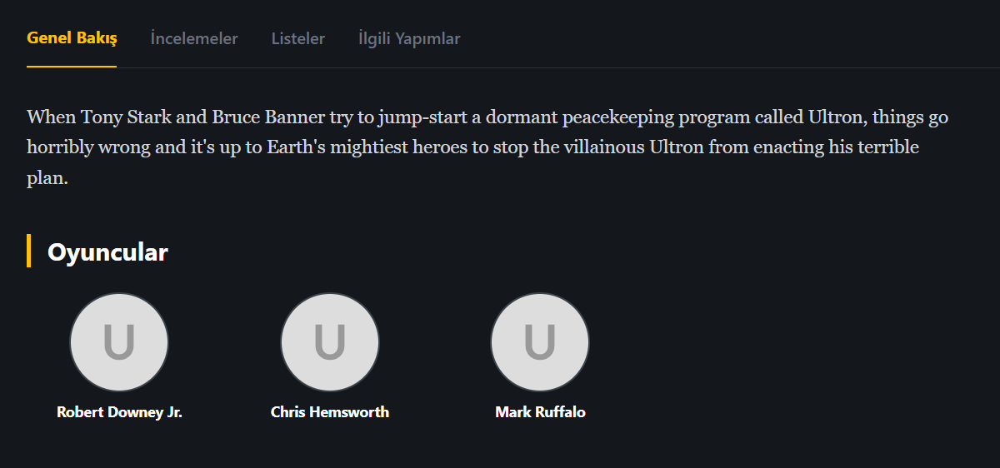 Genel Bakış İncelemeler Listeler İlgili Yapımlar
When Tony Stark and Bruce Banner try to jump-start a dormant peacekeeping program called Ultron, things go
horribly wrong and it's up to Earth's mightiest heroes to stop the villainous Ultron from enacting his terrible
plan.
Oyuncular
U U U
Robert Downey Jr. Chris Hemsworth Mark Ruffalo